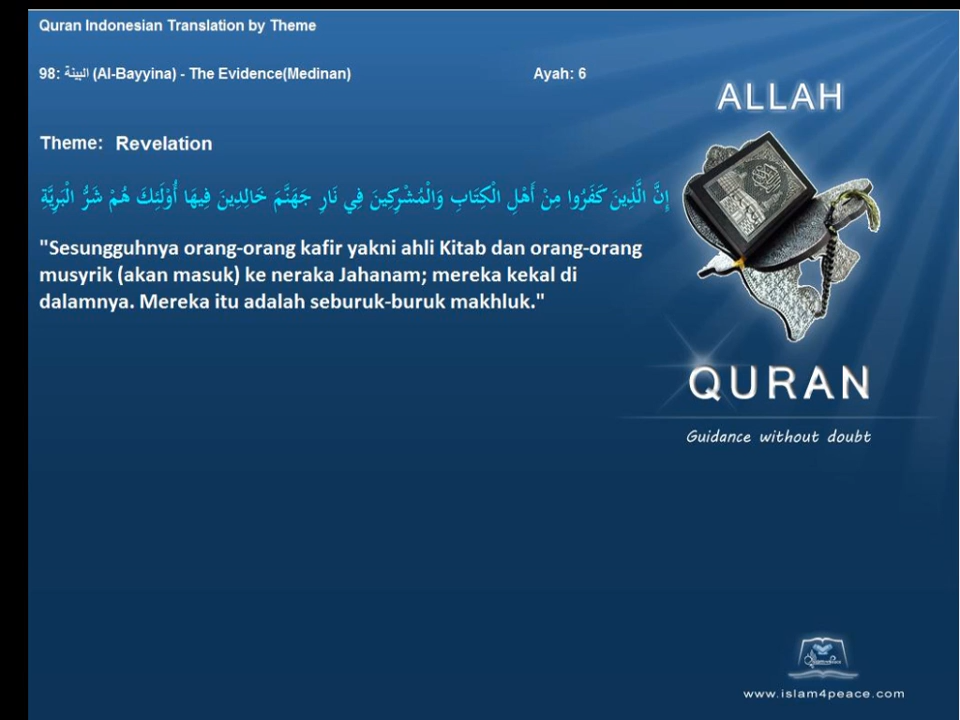 Quran Indonesian Translation by Theme
98: البينة (Al-Bayyina) - The Evidence(Medinan) Ayah: 6
Theme: Revelation
إِنَّ الَّذِينَ كَفَرُوا مِنْ أَهْلِ الْكِتَابِ وَالْمُشْرِكِينَ فِي نَارِ جَهَنَّمَ خَالِدِينَ فِيهَا أُوْلَئِكَ هُمْ شَرُّ الْبَرِيَّةِ
"Sesungguhnya orang-orang kafir yakni ahli Kitab dan orang-orang
musyrik (akan masuk) ke neraka Jahanam; mereka kekal di
dalamnya. Mereka itu adalah seburuk-buruk makhluk."
ALLAH
QURAN
Guidance without doubt
www.islam4peace.com